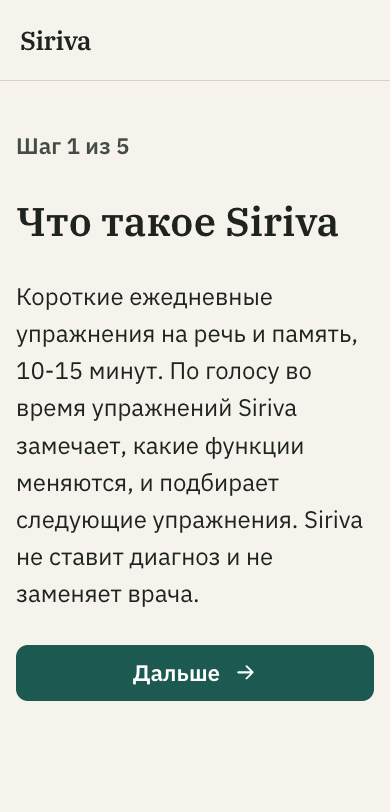 Siriva
Шаг 1 из 5
Что такое Siriva
Короткие ежедневные
упражнения на речь и память,
10-15 минут. По голосу во
время упражнений Siriva
замечает, какие функции
меняются, и подбирает
следующие упражнения. Siriva
не ставит диагноз и не
заменяет врача.
Дальше →